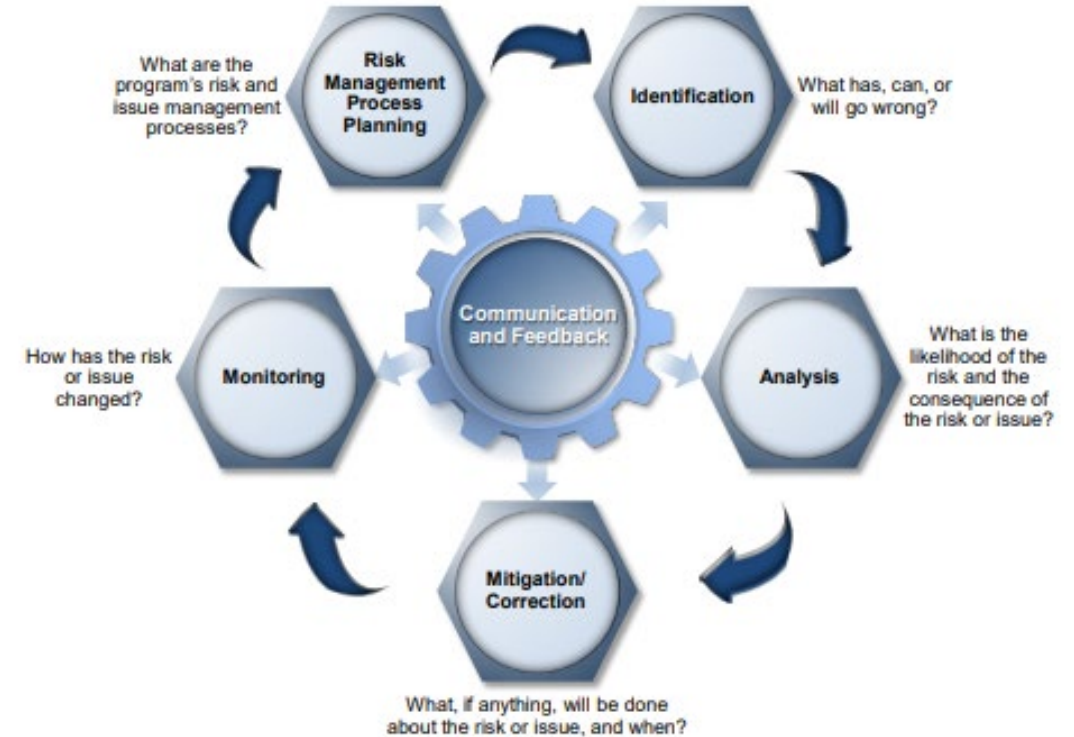 Risk
Management
Process
Planning
What are the
program's risk and
issue management
processes?
Identification
What has, can, or
will go wrong?
Communication
and Feedback
Analysis
What is the
likelihood of the
risk and the
consequence of
the risk or issue?
Mitigation/
Correction
What, if anything, will be done
about the risk or issue, and when?
Monitoring
How has the risk
or issue
changed?